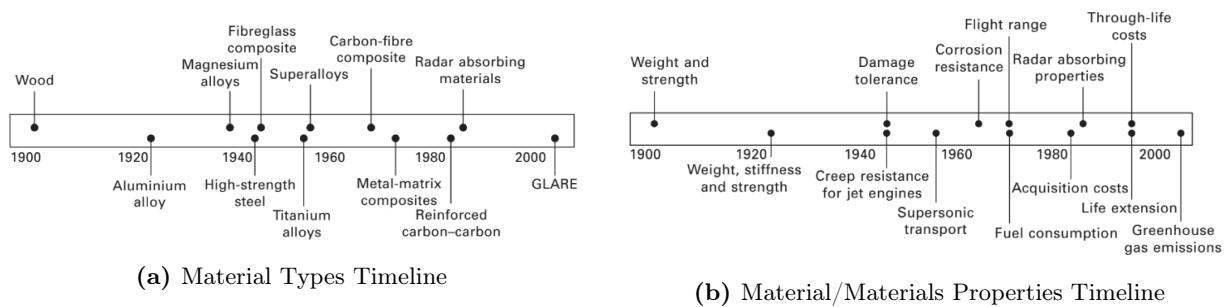 Fibreglass
composite
Magnesium
alloys
Carbon-fibre
composite
Wood
Superalloys
Radar absorbing
materials
1900
1920
1940
1960
1980
2000
Aluminium
alloy
High-strength
steel
Titanium
alloys
Metal-matrix
composites
Reinforced
carbon–carbon
GLARE
(a) Material Types Timeline
Flight range
Through-life
costs
Weight and
strength
Damage
tolerance
Corrosion
resistance
Radar absorbing
properties
1900
1920
1940
1960
1980
2000
Weight, stiffness
and strength
Creep resistance
for jet engines
Supersonic
transport
Fuel consumption
Acquisition costs
Life extension
Greenhouse
gas emissions
(b) Material/Materials Properties Timeline